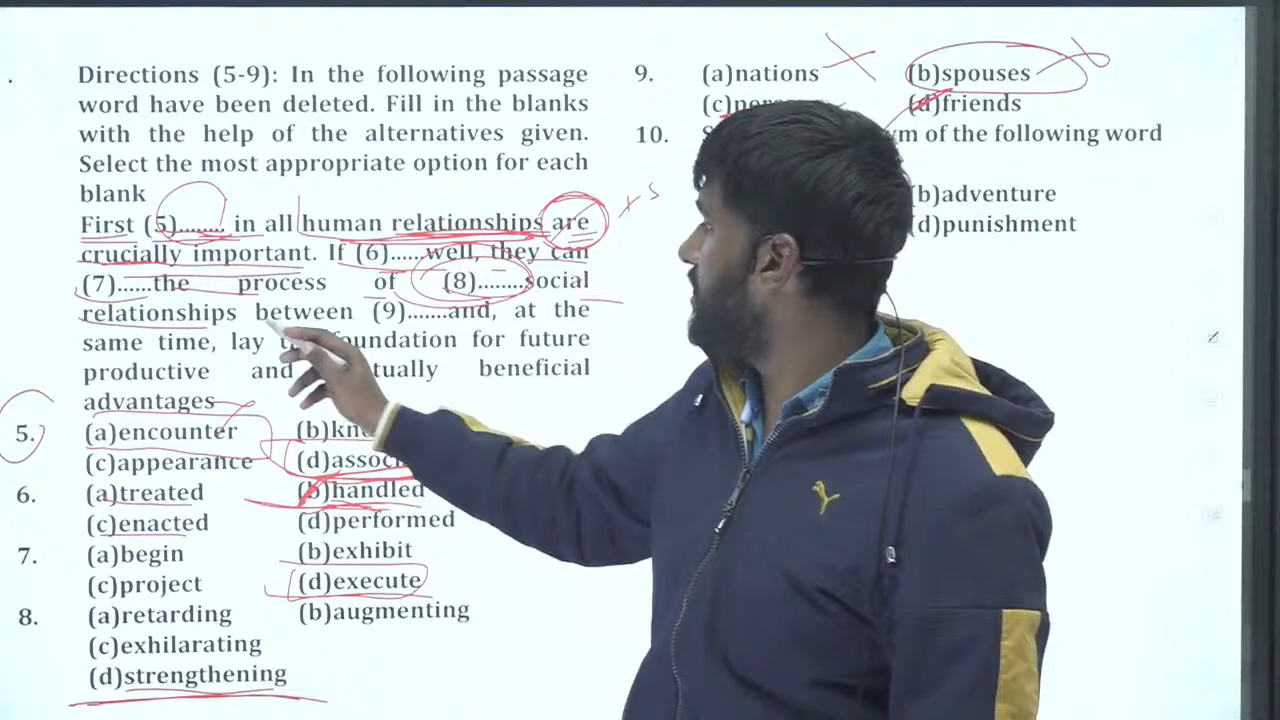 Directions (5-9): In the following passage
word have been deleted. Fill in the blanks
with the help of the alternatives given.
Select the most appropriate option for each
blank
First (5)........ in all human relationships are
crucially important. If (6)......well, they can
(7)......the process of (8)........social
relationships between (9).......and, at the
same time, lay foundation for future
productive and beneficial
advantages
5. (a)encounter (b)
(c)appearance (d)
6. (a)treated (b)handled
(c)enacted (d)performed
7. (a)begin (b)exhibit
(c)project (d)execute
8. (a)retarding (b)augmenting
(c)exhilarating
(d)strengthening
9. (a)nations (b)spouses
(c) (d)friends
10. of the following word
(b)adventure
(d)punishment